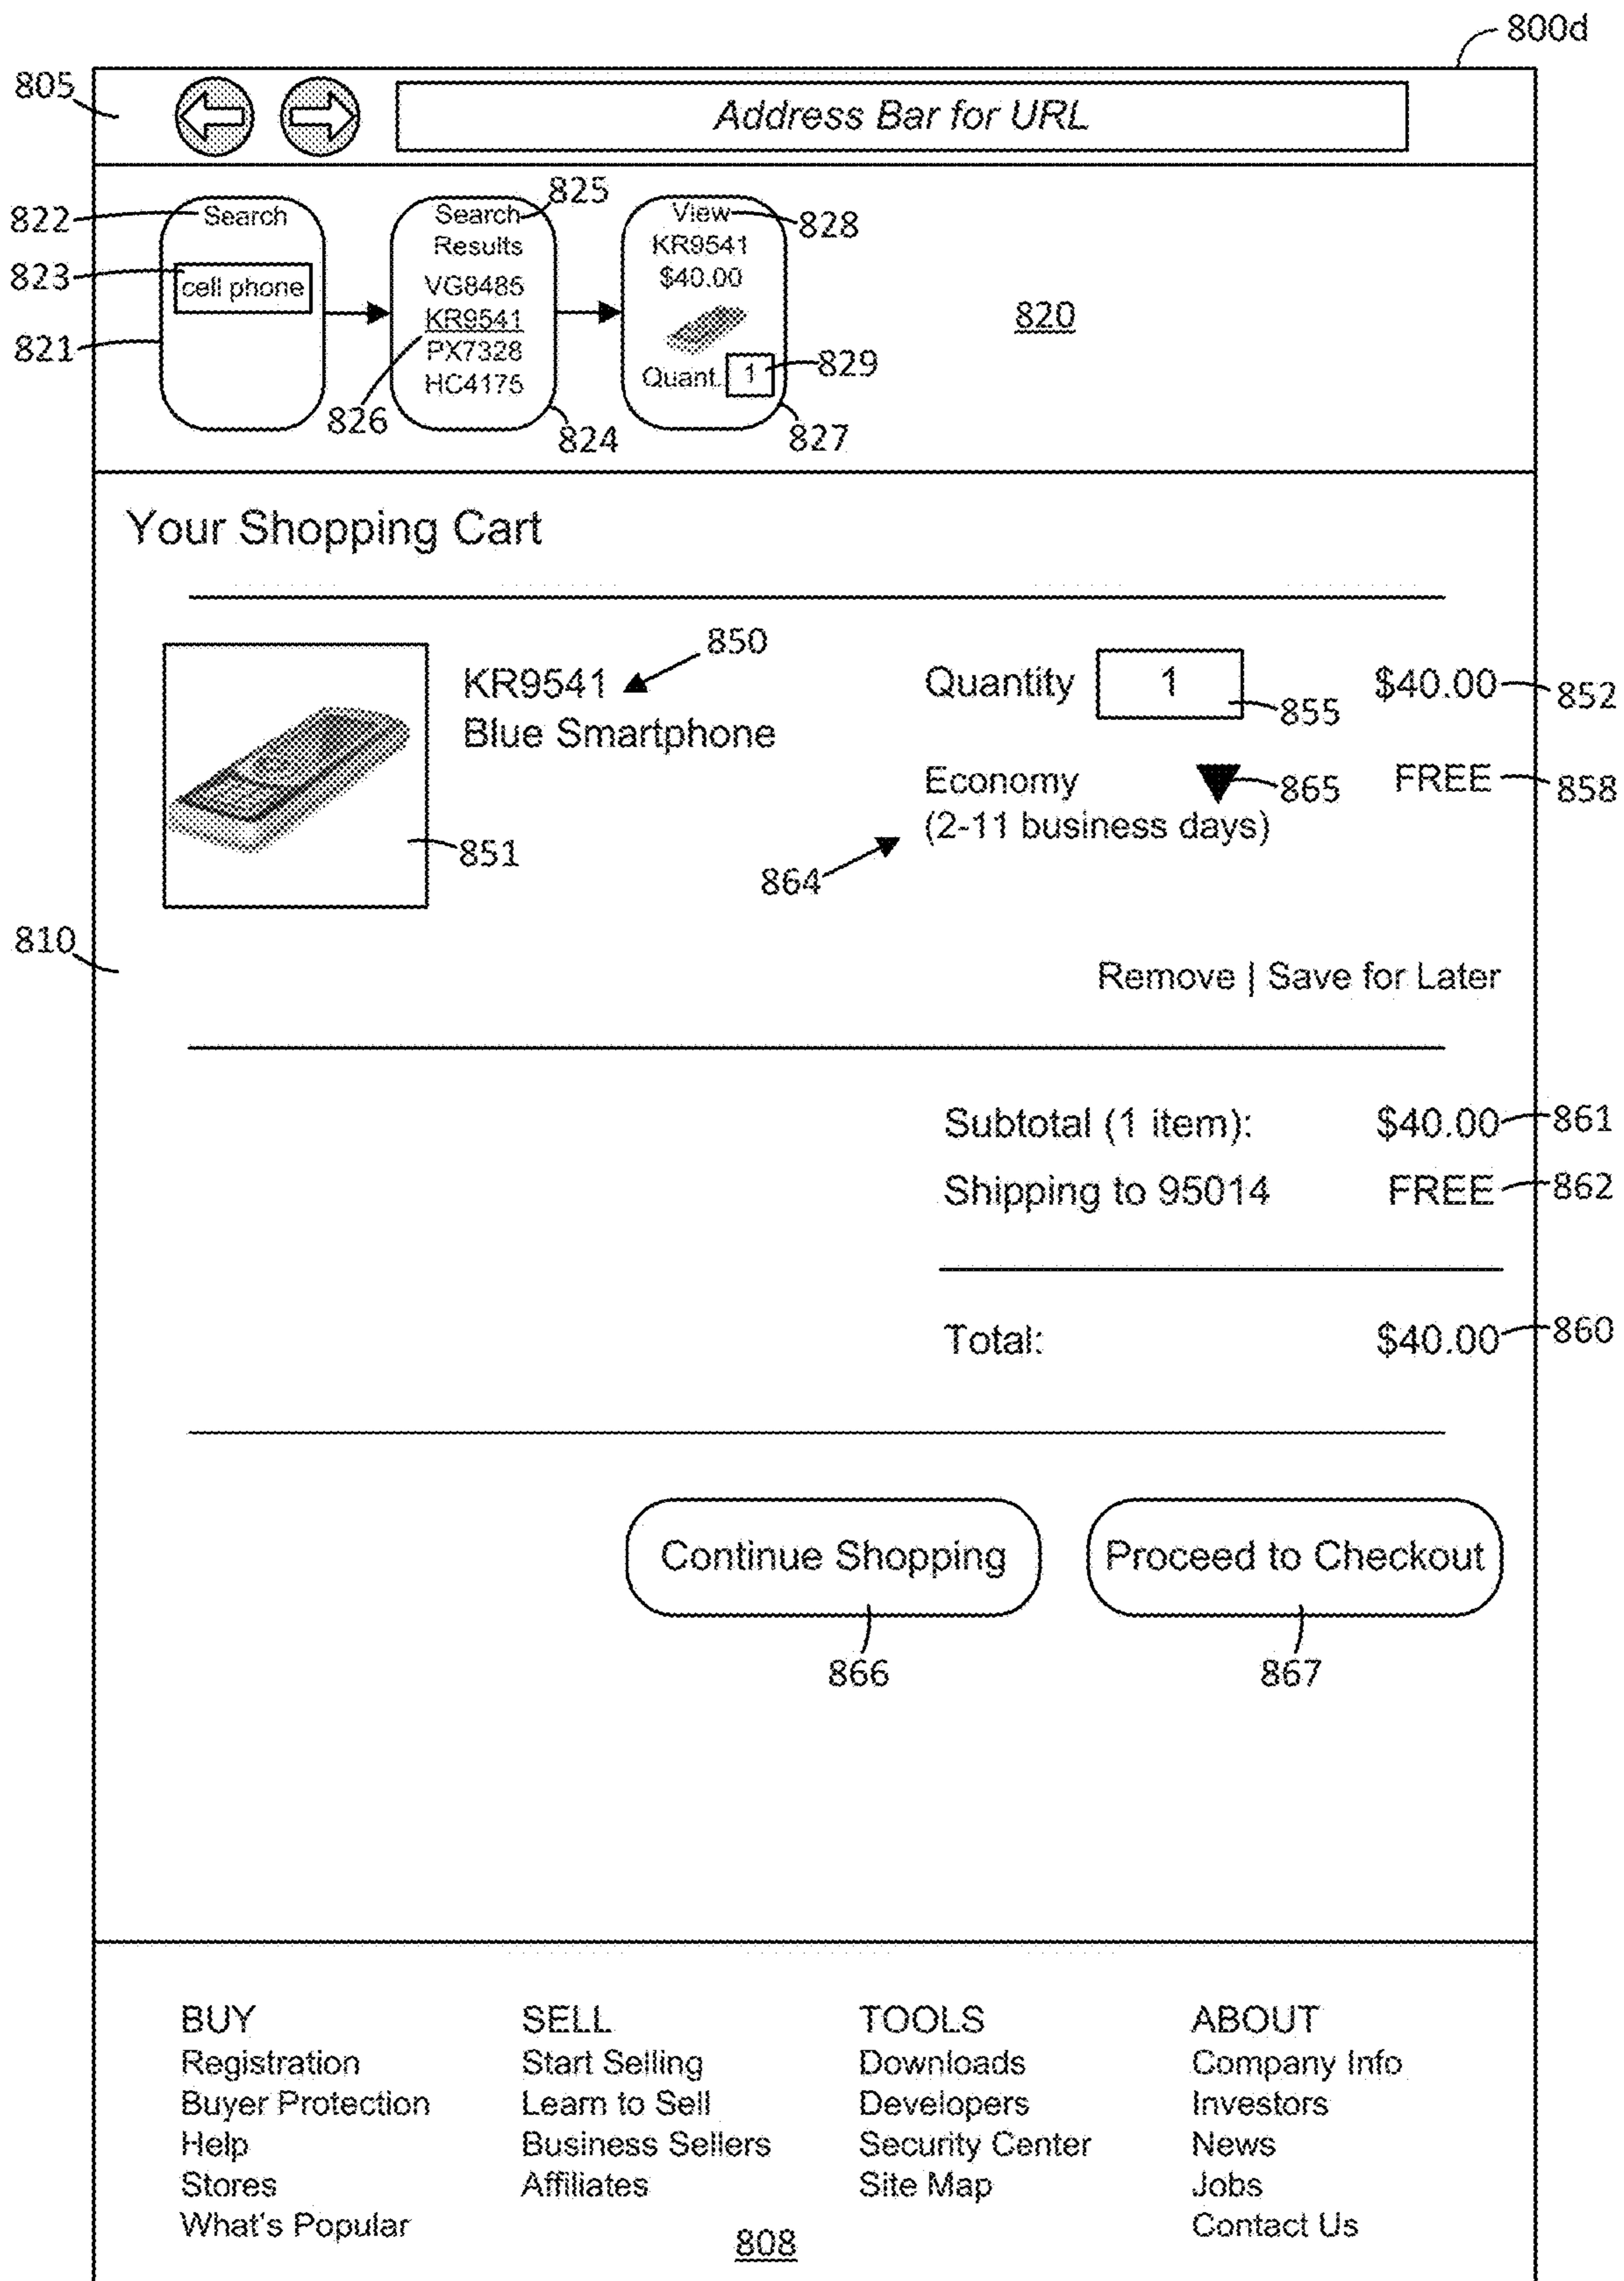 800d
805
Address Bar for URL
822
Search
823
cell phone
821
825
Search
Results
VG8485
KR9541
PX7328
HC4175
826
824
View
828
KR9541
$40.00
Quant.
1
829
827
820
Your Shopping Cart
850
KR9541
Blue Smartphone
851
Quantity
1
855
$40.00
852
Economy
865
FREE
858
(2-11 business days)
864
810
Remove | Save for Later
Subtotal (1 item):
$40.00
861
Shipping to 95014
FREE
862
Total:
$40.00
860
Continue Shopping
Proceed to Checkout
866
867
BUY
Registration
Buyer Protection
Help
Stores
What's Popular
SELL
Start Selling
Learn to Sell
Business Sellers
Affiliates
TOOLS
Downloads
Developers
Security Center
Site Map
ABOUT
Company Info
Investors
News
Jobs
Contact Us
808